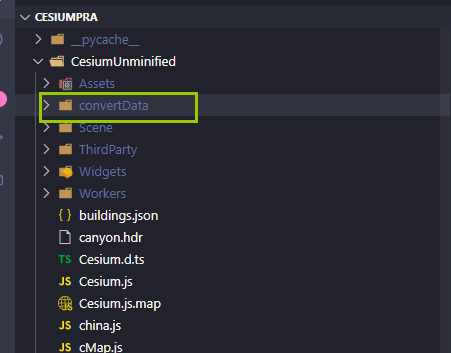 CESIUMPRA
__pycache__
CesiumUnminified
Assets
convertData
Scene
ThirdParty
Widgets
Workers
{ } buildings.json
canyon.hdr
TS Cesium.d.ts
JS Cesium.js
Cesium.js.map
JS china.js
JS cMap.js